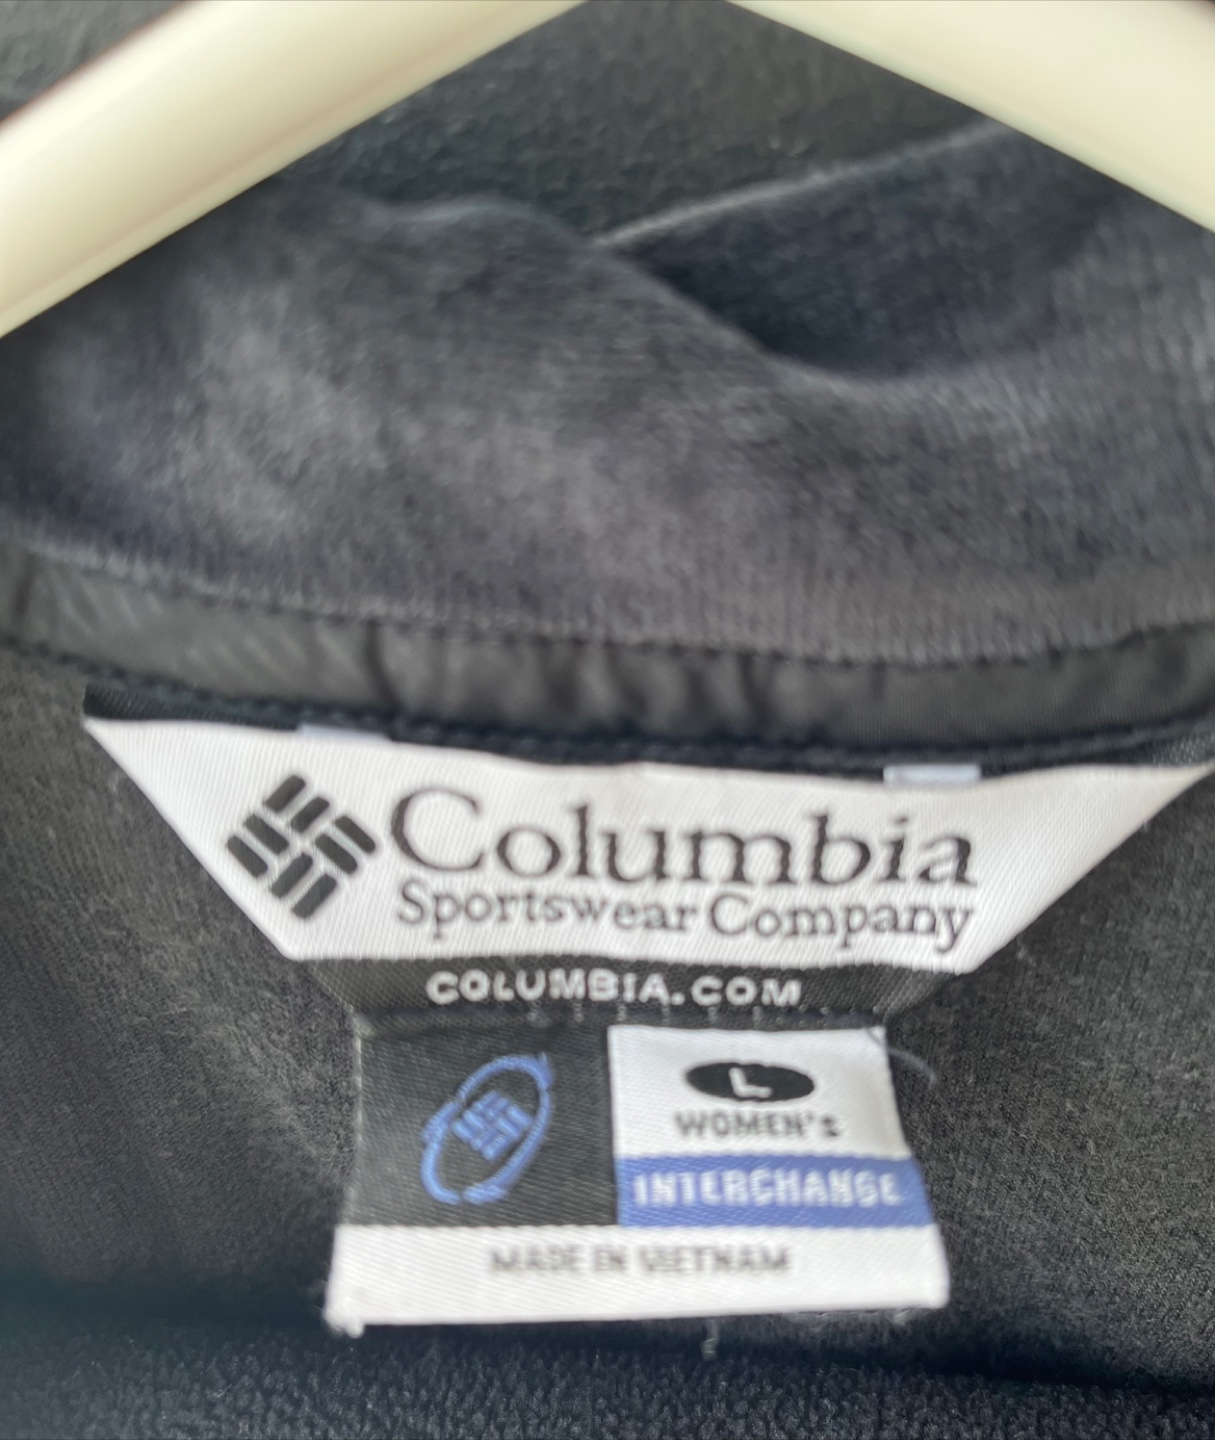 Columbia
Sportswear Company
COLUMBIA.COM
L
WOMEN's
INTERCHANGE
MADE IN VIETNAM